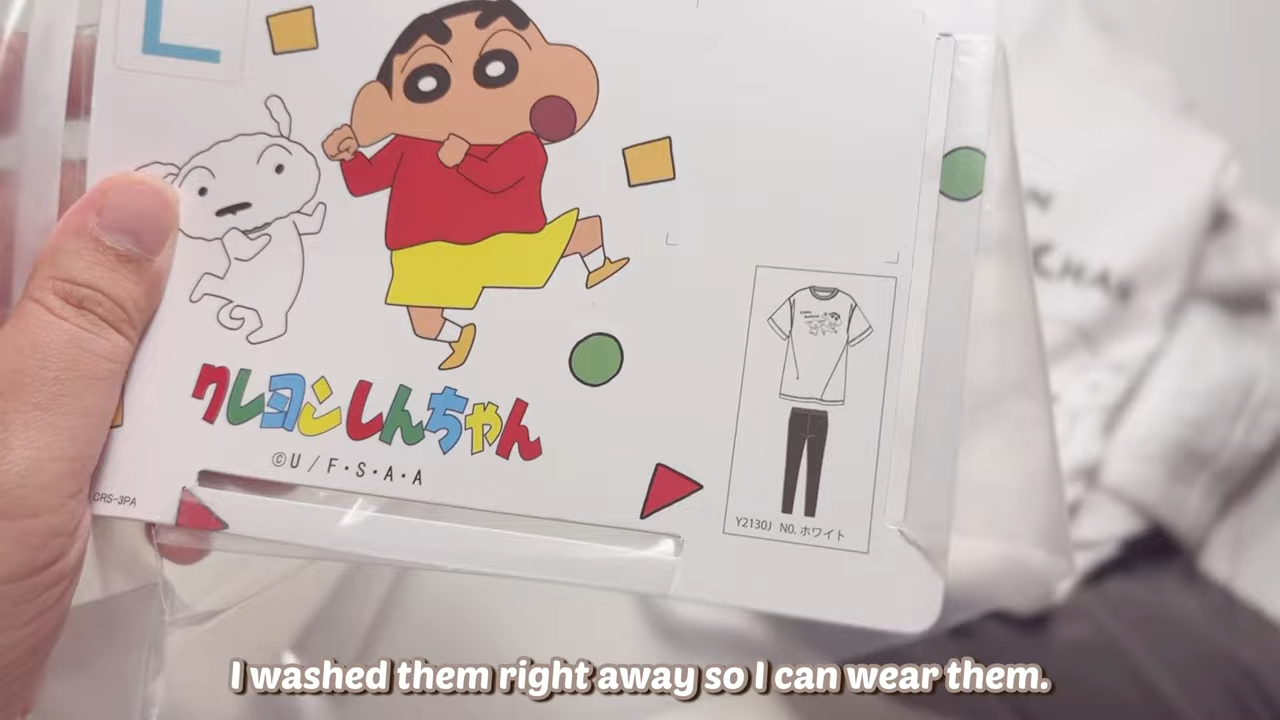 L
N
CHAN
クレヨンしんちゃん
©U/F・S・A・A
CRS-3PA
Y2130J NO.ホワイト
I washed them right away so I can wear them.